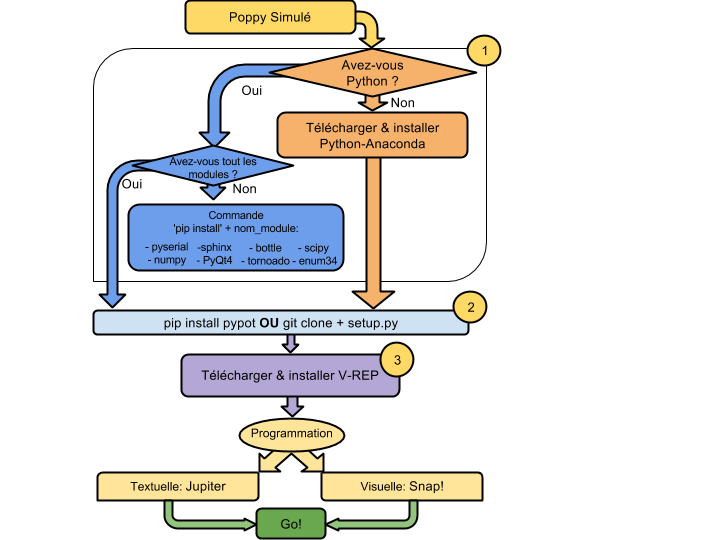 Poppy Simulé
1
Avez-vous
Python ?
Oui
Non
Télécharger & installer
Python-Anaconda
Avez-vous tout les
modules ?
Oui
Non
Commande
'pip install' + nom_module:
- pyserial -sphinx - bottle - scipy
- numpy - PyQt4 - tornoado - enum34
2
pip install pypot OU git clone + setup.py
3
Télécharger & installer V-REP
Programmation
Textuelle: Jupiter
Visuelle: Snap!
Go!